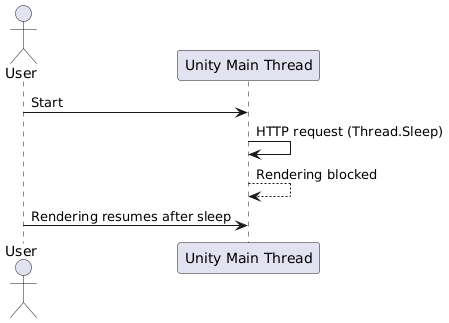 User
Unity Main Thread
Start
HTTP request (Thread.Sleep)
Rendering blocked
Rendering resumes after sleep
User
Unity Main Thread